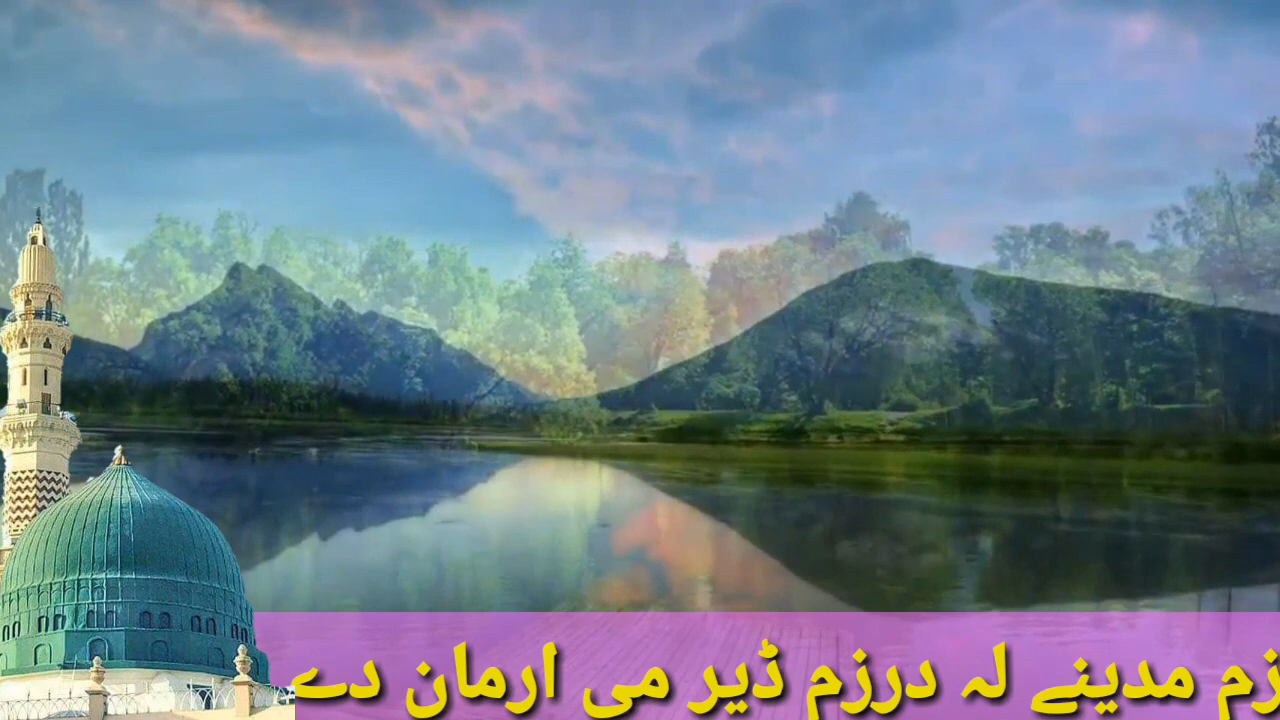 زم مدینے لہ درزم ڈیر می ارمان دے